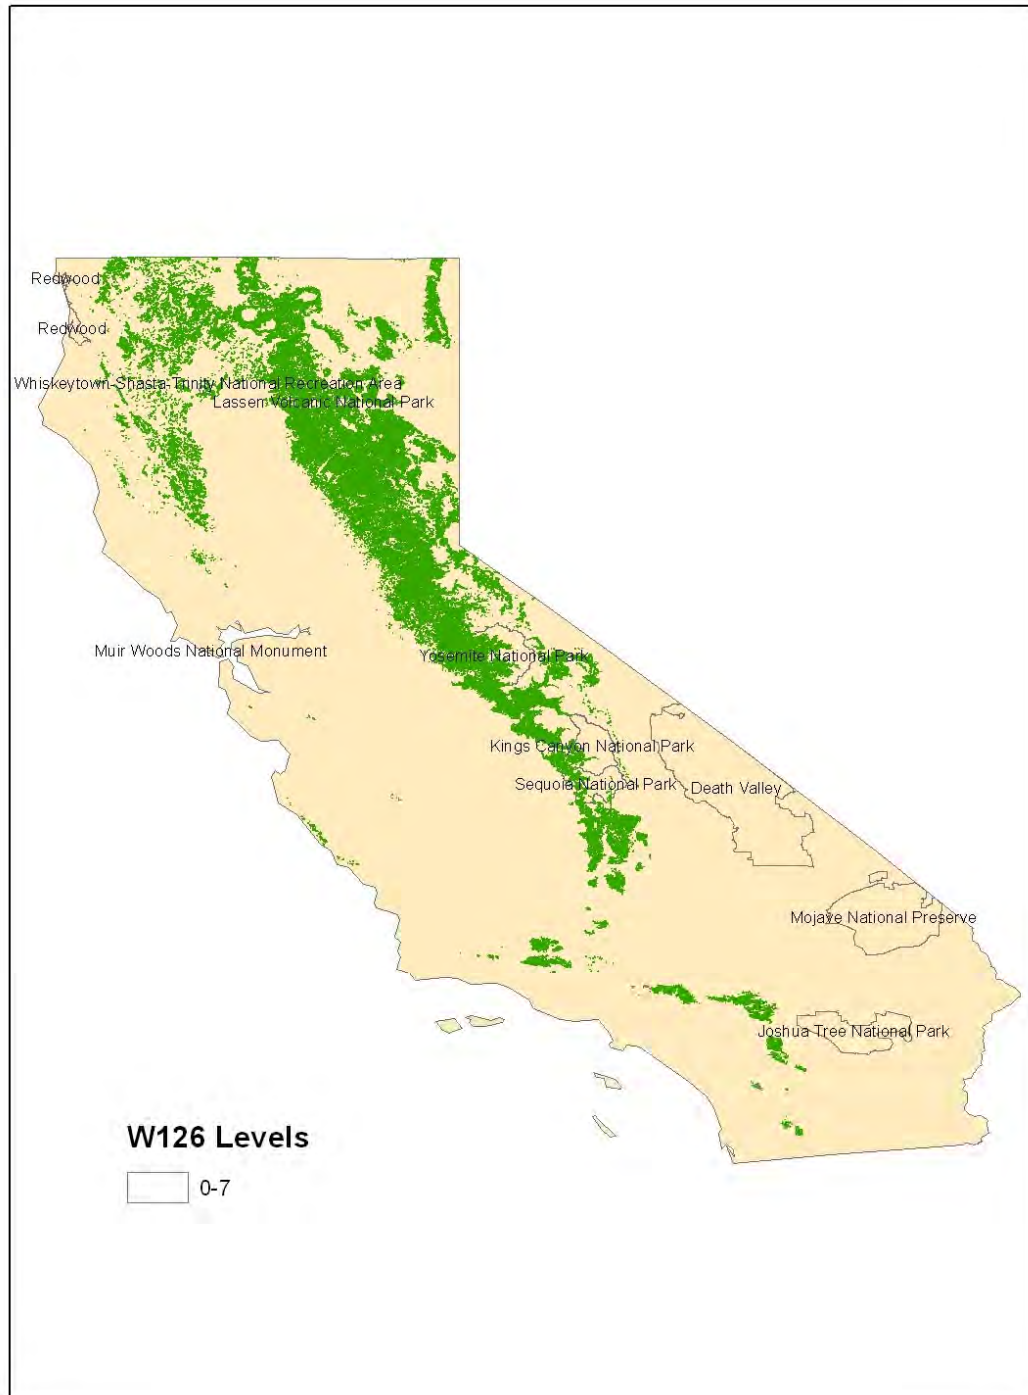 Redwood
Redwood
Whiskeytown-Shasta-Trinity National Recreation Area
Lassen Volcanic National Park
Muir Woods National Monument
Yosemite National Park
Kings Canyon National Park
Sequoia National Park
Death Valley
Mojave National Preserve
Joshua Tree National Park
W126 Levels
0-7